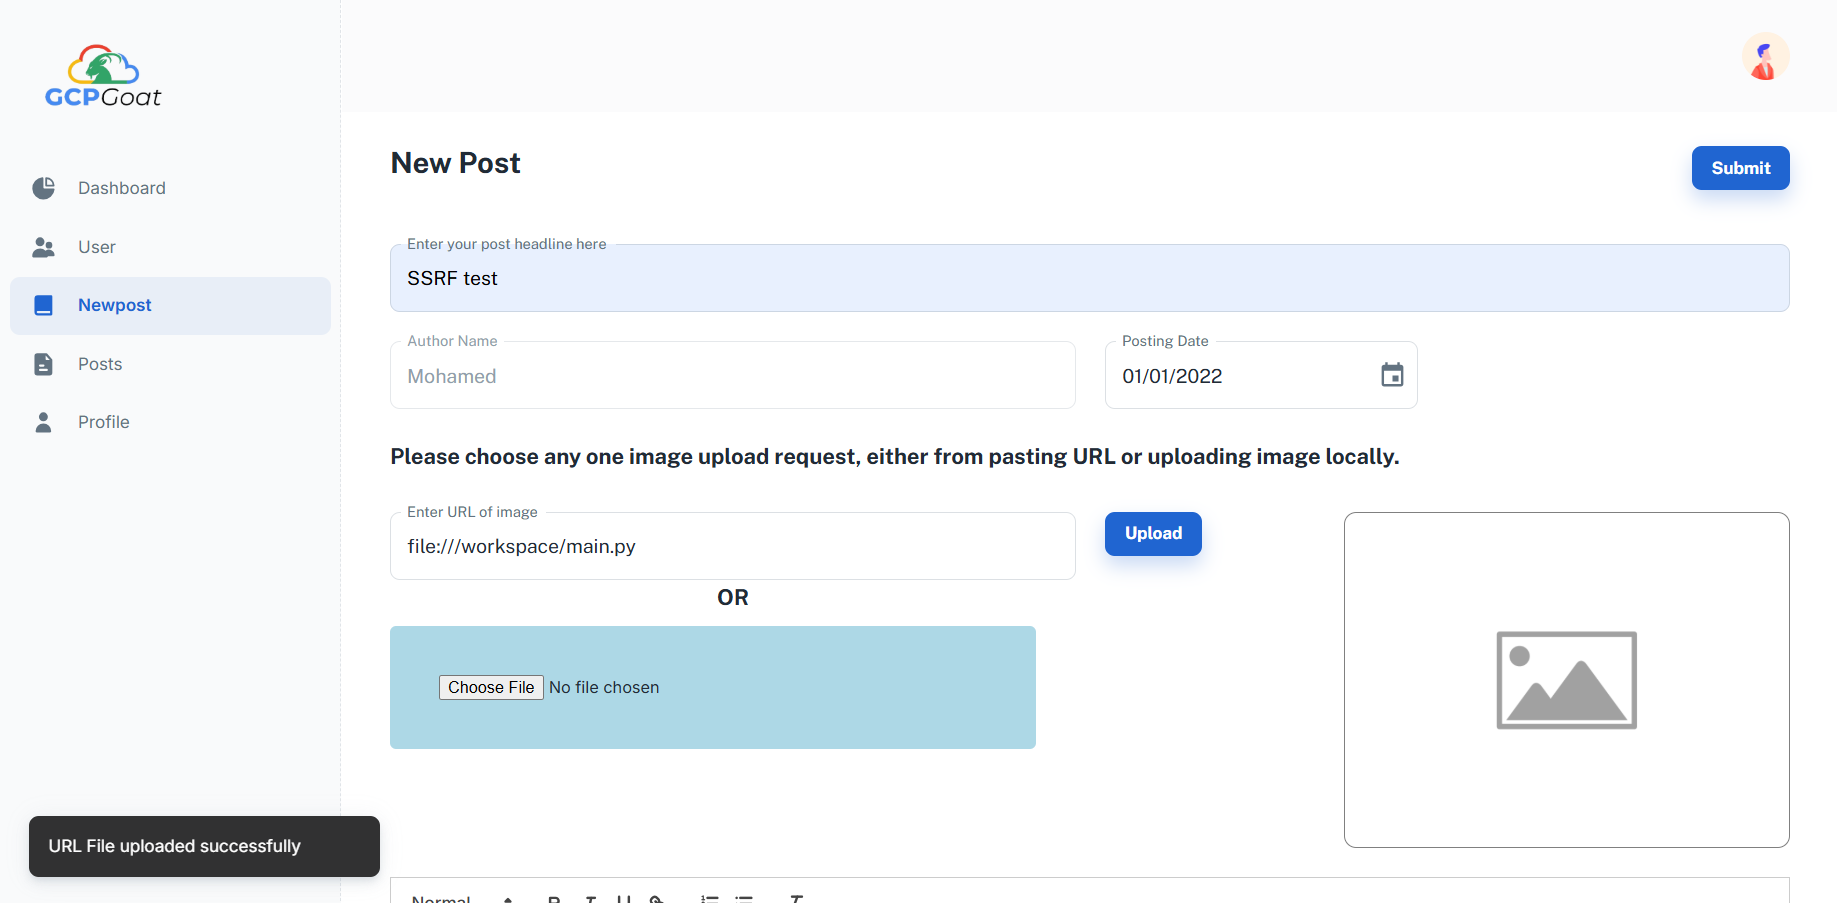 GCPGoat
Dashboard
User
Newpost
Posts
Profile
New Post
Submit
Enter your post headline here
SSRF test
Author Name
Mohamed
Posting Date
01/01/2022
Please choose any one image upload request, either from pasting URL or uploading image locally.
Enter URL of image
file:///workspace/main.py
Upload
OR
Choose File No file chosen
URL File uploaded successfully
Normal